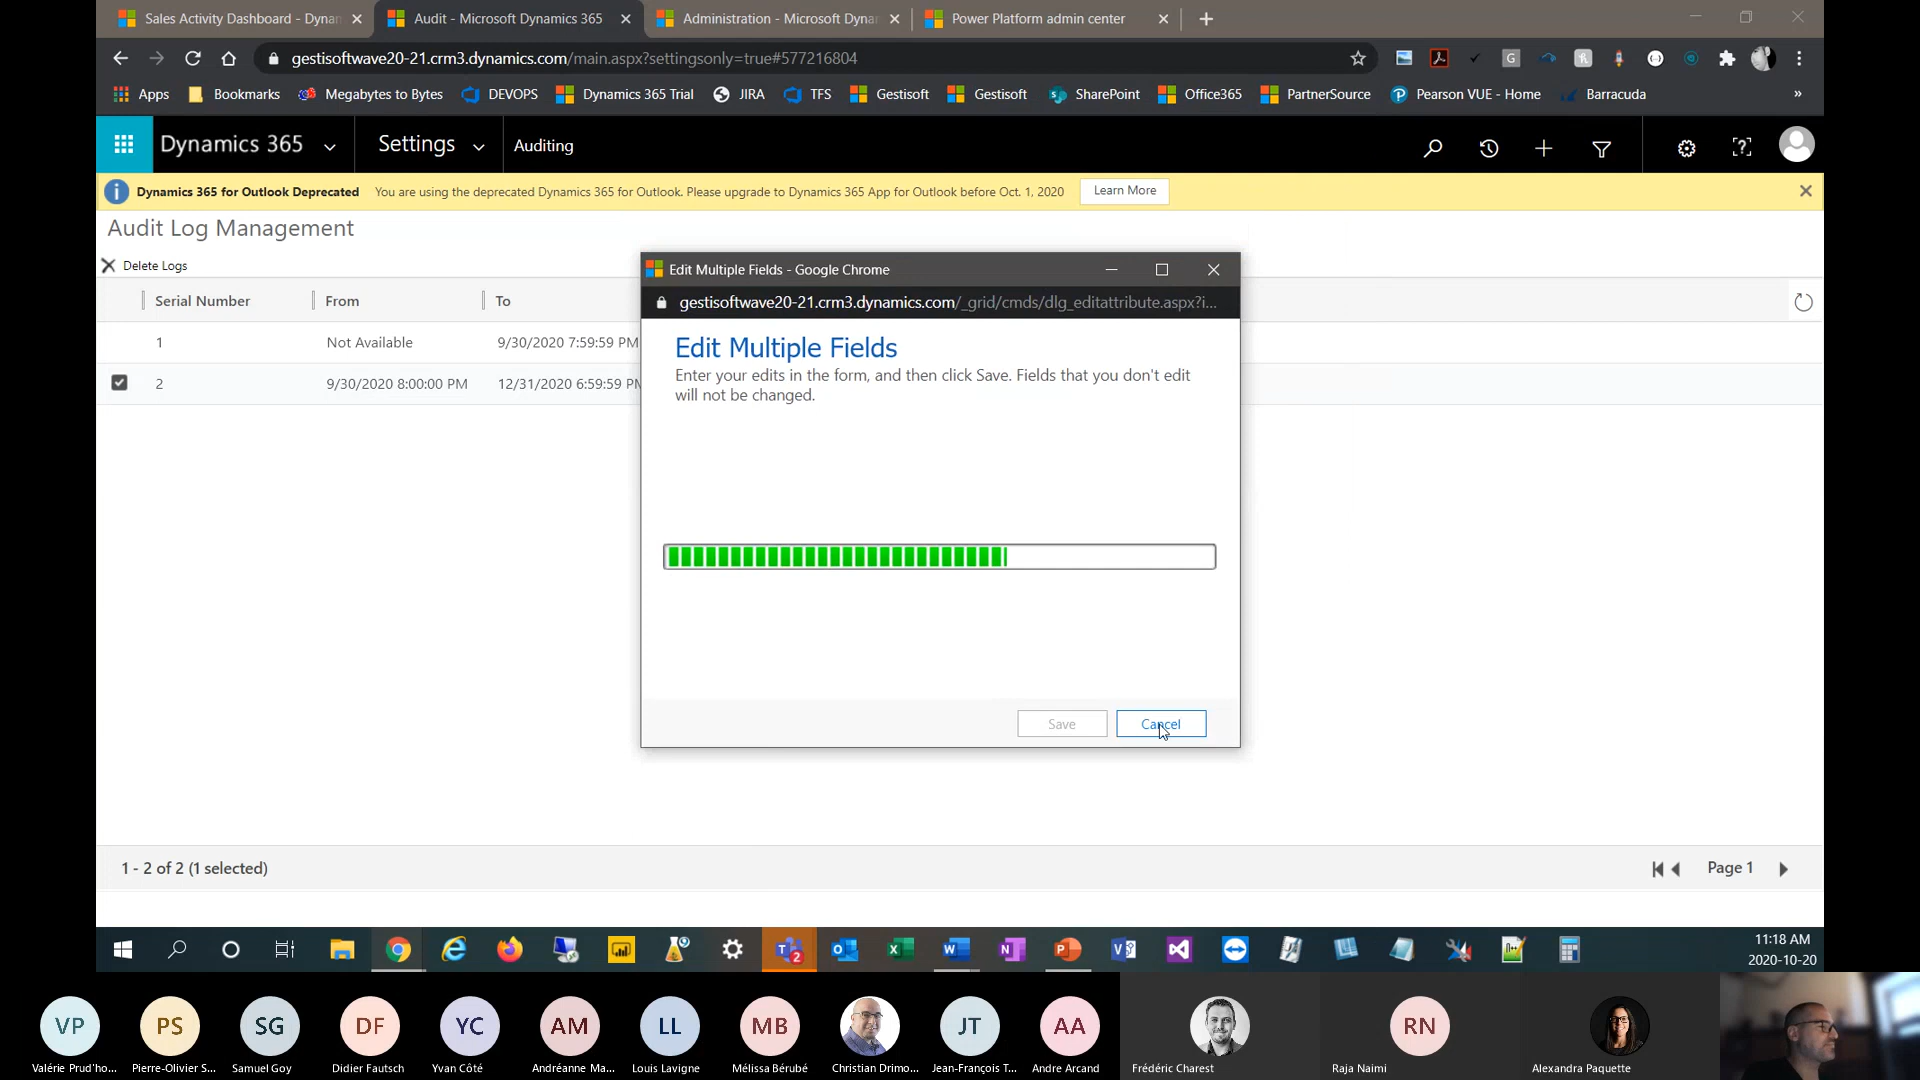 Sales Activity Dashboard - Dynam
Audit - Microsoft Dynamics 365
Administration - Microsoft Dynam
Power Platform admin center
gestisoftwave20-21.crm3.dynamics.com/main.aspx?settingsonly=true#577216804
Apps
Bookmarks
Megabytes to Bytes
DEVOPS
Dynamics 365 Trial
JIRA
TFS
Gestisoft
Gestisoft
SharePoint
Office365
PartnerSource
Pearson VUE - Home
Barracuda
»
Dynamics 365
Settings
Auditing
Dynamics 365 for Outlook Deprecated You are using the deprecated Dynamics 365 for Outlook. Please upgrade to Dynamics 365 App for Outlook before Oct. 1, 2020
Learn More
Audit Log Management
Delete Logs
Serial Number From To
1 Not Available 9/30/2020 7:59:59 PM
2 9/30/2020 8:00:00 PM 12/31/2020 6:59:59 PM
Edit Multiple Fields - Google Chrome
gestisoftwave20-21.crm3.dynamics.com/_grid/cmds/dlg_editattribute.aspx?i...
Edit Multiple Fields
Enter your edits in the form, and then click Save. Fields that you don't edit
will not be changed.
Save
Cancel
1 - 2 of 2 (1 selected)
Page 1
2
11:18 AM
2020-10-20
VP
PS
SG
DF
YC
AM
LL
MB
JT
AA
RN
Valérie Prud'ho...
Pierre-Olivier S...
Samuel Goy
Didier Fautsch
Yvan Côté
Andréanne Ma...
Louis Lavigne
Mélissa Bérubé
Christian Drimo...
Jean-François T...
Andre Arcand
Frédéric Charest
Raja Naimi
Alexandra Paquette